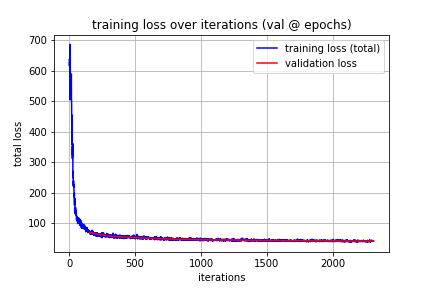 training loss over iterations (val @ epochs)
training loss (total)
validation loss
total loss
700
600
500
400
300
200
100
0
500
1000
1500
2000
iterations